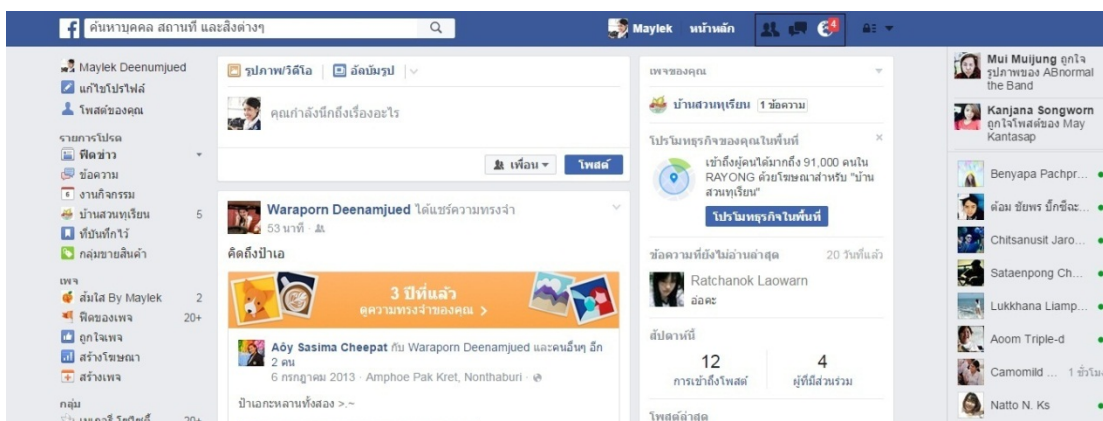 ค้นหาบุคคล สถานที่ และสิ่งต่างๆ
Maylek
หน้าหลัก
4
Maylek Deenumjued
แก้ไขโปรไฟล์
โพสต์ของคุณ
รายการโปรด
ฟีดข่าว
ข้อความ
6 งานกิจกรรม
บ้านสวนทุเรียน 5
ที่บันทึกไว้
กลุ่มขายสินค้า
เพจ
ส้มใส By Maylek 2
ฟีดของเพจ 20+
ถูกใจเพจ
สร้างโฆษณา
สร้างเพจ
กลุ่ม
20+
รูปภาพ/วิดีโอ
อัลบัมรูป
คุณกำลังนึกถึงเรื่องอะไร
เพื่อน
โพสต์
Waraporn Deenamjued ได้แชร์ความทรงจำ
53 นาที
คิดถึงป้าเอ
3 ปีที่แล้ว
ดูความทรงจำของคุณ >
Aôy Sasima Cheepat กับ Waraporn Deenamjued และคนอื่นๆ อีก
2 คน
6 กรกฎาคม 2013 · Amphoe Pak Kret, Nonthaburi ·
ป้าเอกะหลานทั้งสอง >.~
เพจของคุณ
บ้านสวนทุเรียน 1 ข้อความ
โปรโมทธุรกิจของคุณในพื้นที่ ×
เข้าถึงผู้คนได้มากถึง 91,000 คนใน
RAYONG ด้วยโฆษณาสำหรับ "บ้าน
สวนทุเรียน"
โปรโมทธุรกิจในพื้นที่
ข้อความที่ยังไม่อ่านล่าสุด 20 วันที่แล้ว
Ratchanok Laowarn
อ่อคะ
สัปดาห์นี้
12 4
การเข้าถึงโพสต์ ผู้ที่มีส่วนร่วม
โพสต์ล่าสุด
Mui Muijung ถูกใจ
รูปภาพของ ABnormal
the Band
Kanjana Songworn
ถูกใจโพสต์ของ May
Kantasap
Benyapa Pachpr...
ต้อม ชัยพร บิ๊กซีฉะ...
Chitsanusit Jaro...
Sataenpong Ch...
Lukkhana Liamp...
Aoom Triple-d
Camomild ... 1 ชั่วโมง
Natto N. Ks